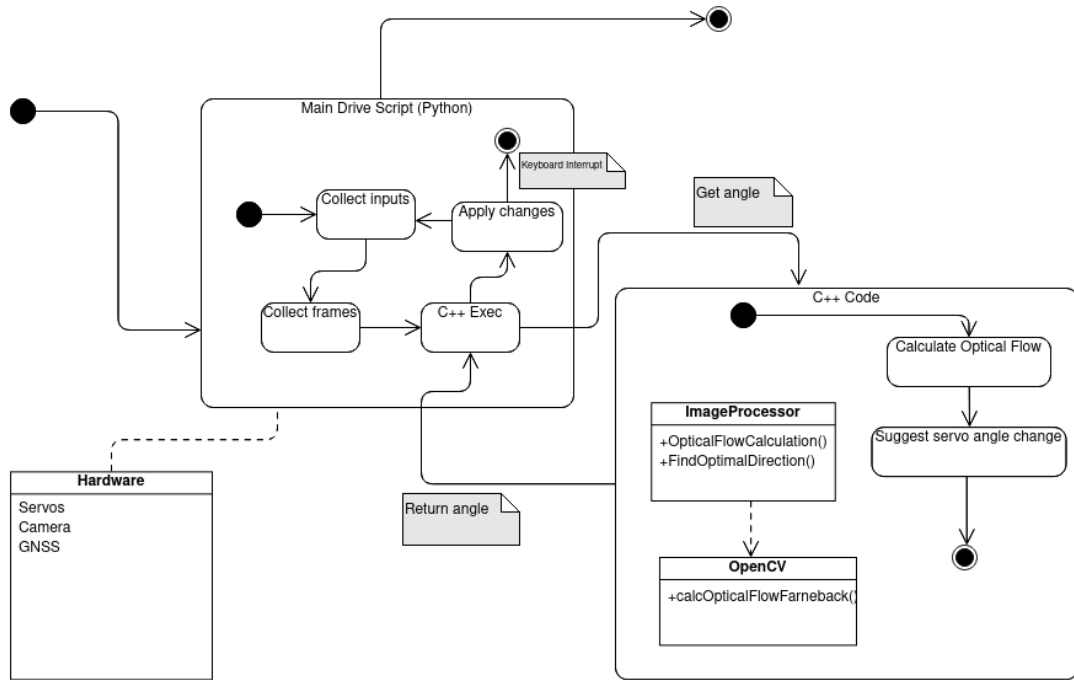 Main Drive Script (Python)
Keyboard Interrupt
Collect inputs
Apply changes
Get angle
Collect frames
C++ Exec
C++ Code
Calculate Optical Flow
ImageProcessor
+OpticalFlowCalculation()
+FindOptimalDirection()
Suggest servo angle change
Hardware
Servos
Camera
GNSS
Return angle
OpenCV
+calcOpticalFlowFarneback()